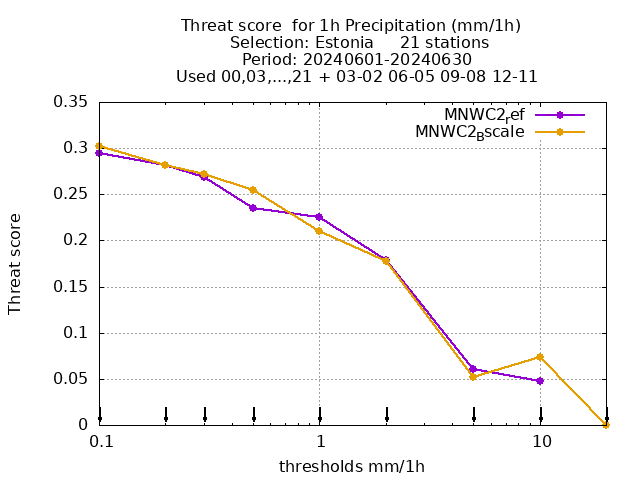 Threat score  for 1h Precipitation (mm/1h)
Selection: Estonia     21 stations
Period: 20240601-20240630
Used 00,03,...,21 + 03-02 06-05 09-08 12-11
MNWC2ref
MNWC2Bscale
0.35
0.3
0.25
0.2
0.15
0.1
0.05
0
Threat score
0.1 1 10
thresholds mm/1h